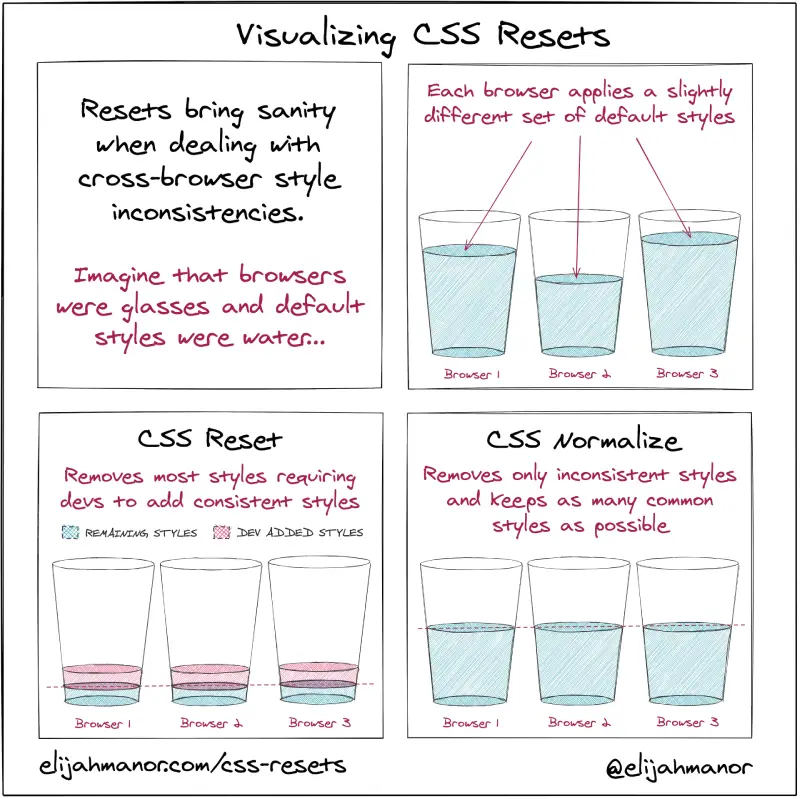 Visualizing CSS Resets
Resets bring sanity
when dealing with
cross-browser style
inconsistencies.
Imagine that browsers
were glasses and default
styles were water...
Each browser applies a slightly
different set of default styles
Browser 1
Browser 2
Browser 3
CSS Reset
Removes most styles requiring
devs to add consistent styles
REMAINING STYLES
DEV ADDED STYLES
Browser 1
Browser 2
Browser 3
CSS Normalize
Removes only inconsistent styles
and keeps as many common
styles as possible
Browser 1
Browser 2
Browser 3
elijahmanor.com/css-resets
@elijahmanor